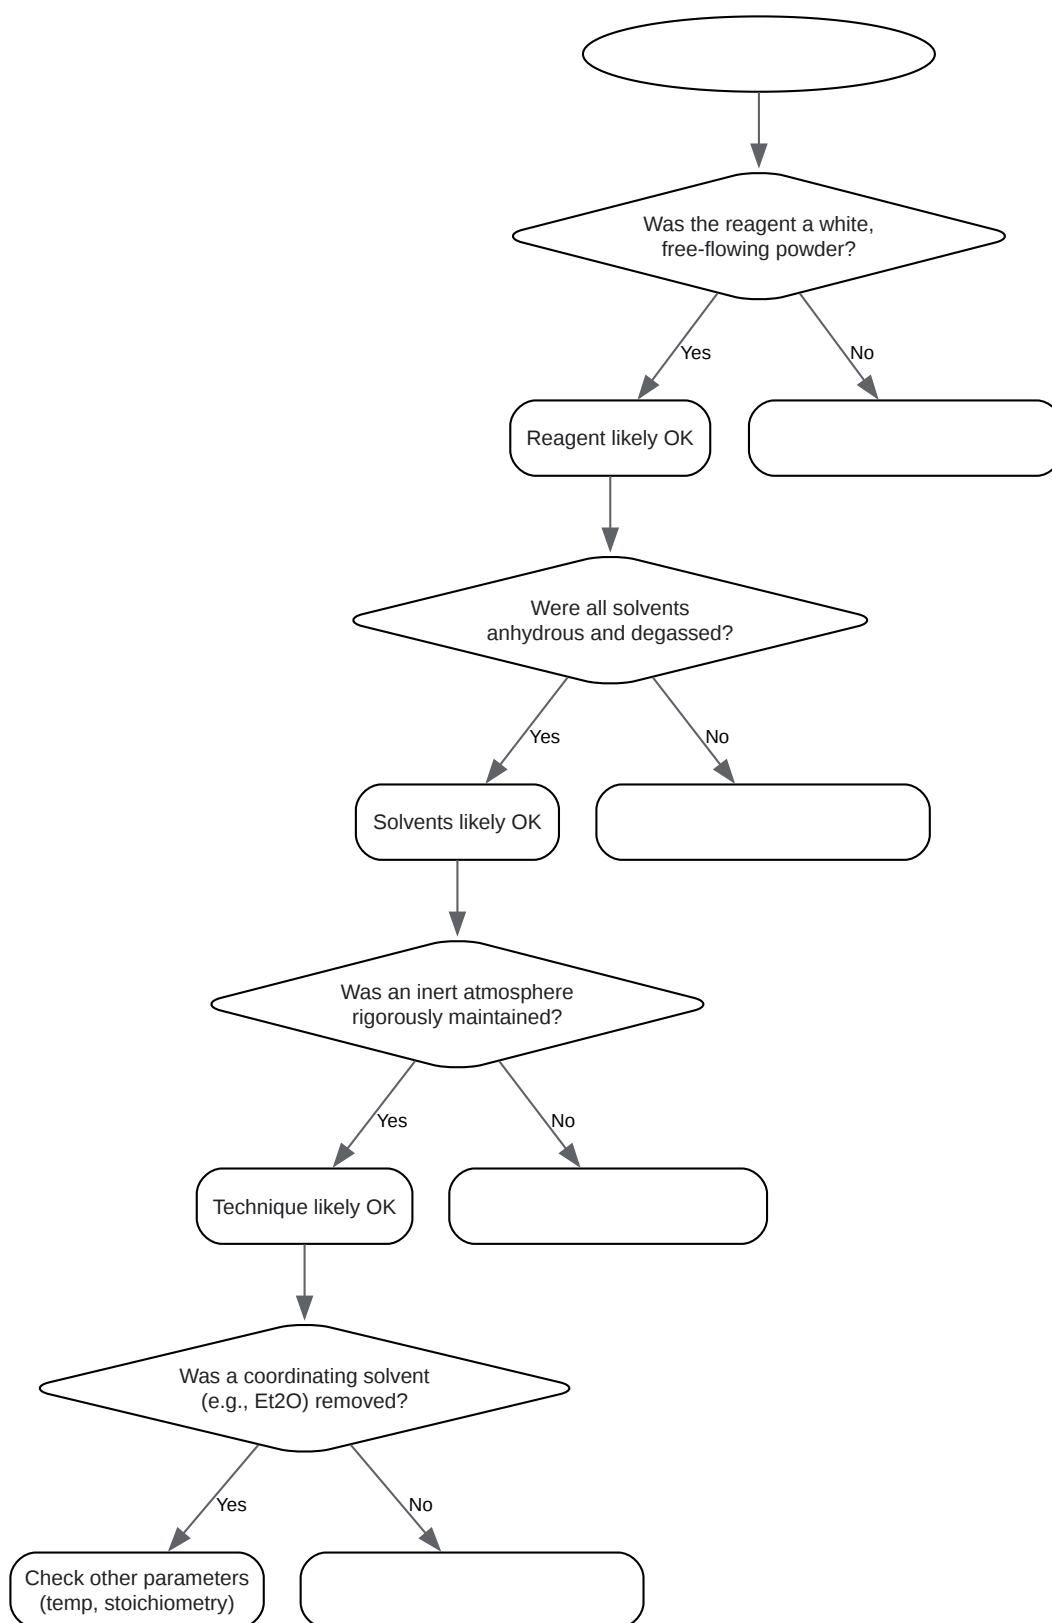 Was the reagent a white,
free-flowing powder?
Yes
No
Reagent likely OK
Were all solvents
anhydrous and degassed?
Yes
No
Solvents likely OK
Was an inert atmosphere
rigorously maintained?
Yes
No
Technique likely OK
Was a coordinating solvent
(e.g., Et2O) removed?
Yes
No
Check other parameters
(temp, stoichiometry)